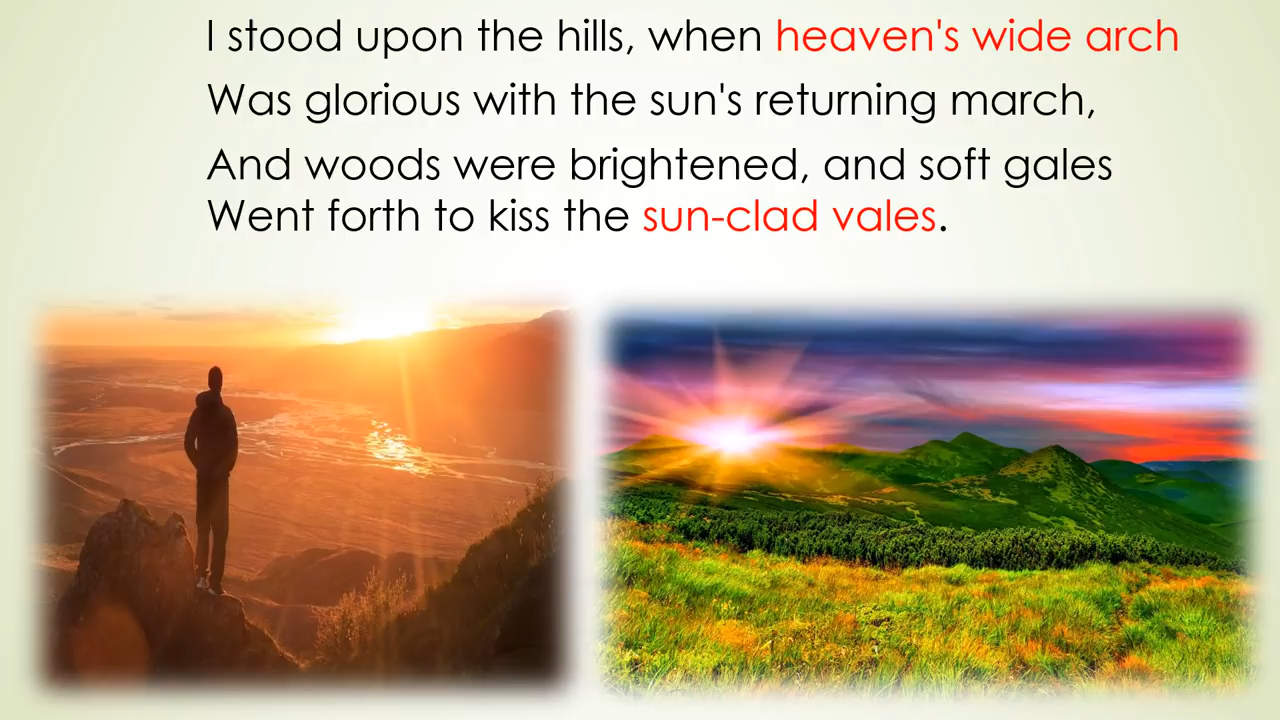 I stood upon the hills, when heaven's wide arch
Was glorious with the sun's returning march,
And woods were brightened, and soft gales
Went forth to kiss the sun-clad vales.